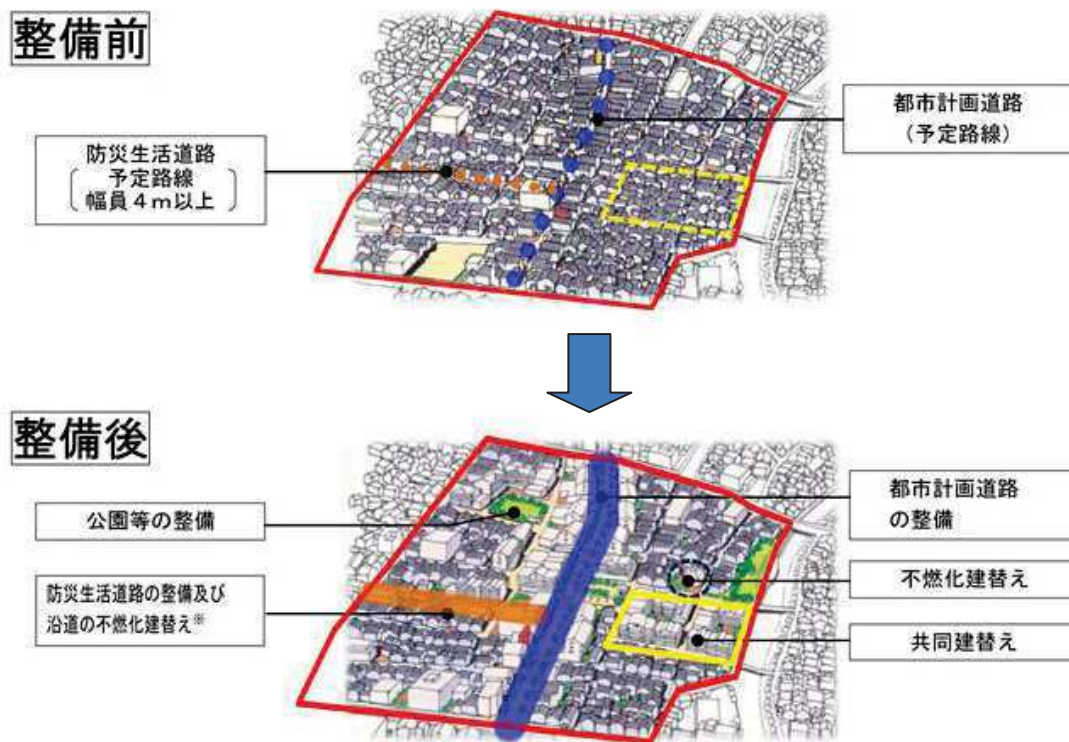 整備前
都市計画道路
（予定路線）
防災生活道路
予定路線
幅員４ｍ以上
整備後
都市計画道路
の整備
公園等の整備
不燃化建替え
防災生活道路の整備及び
沿道の不燃化建替え※
共同建替え